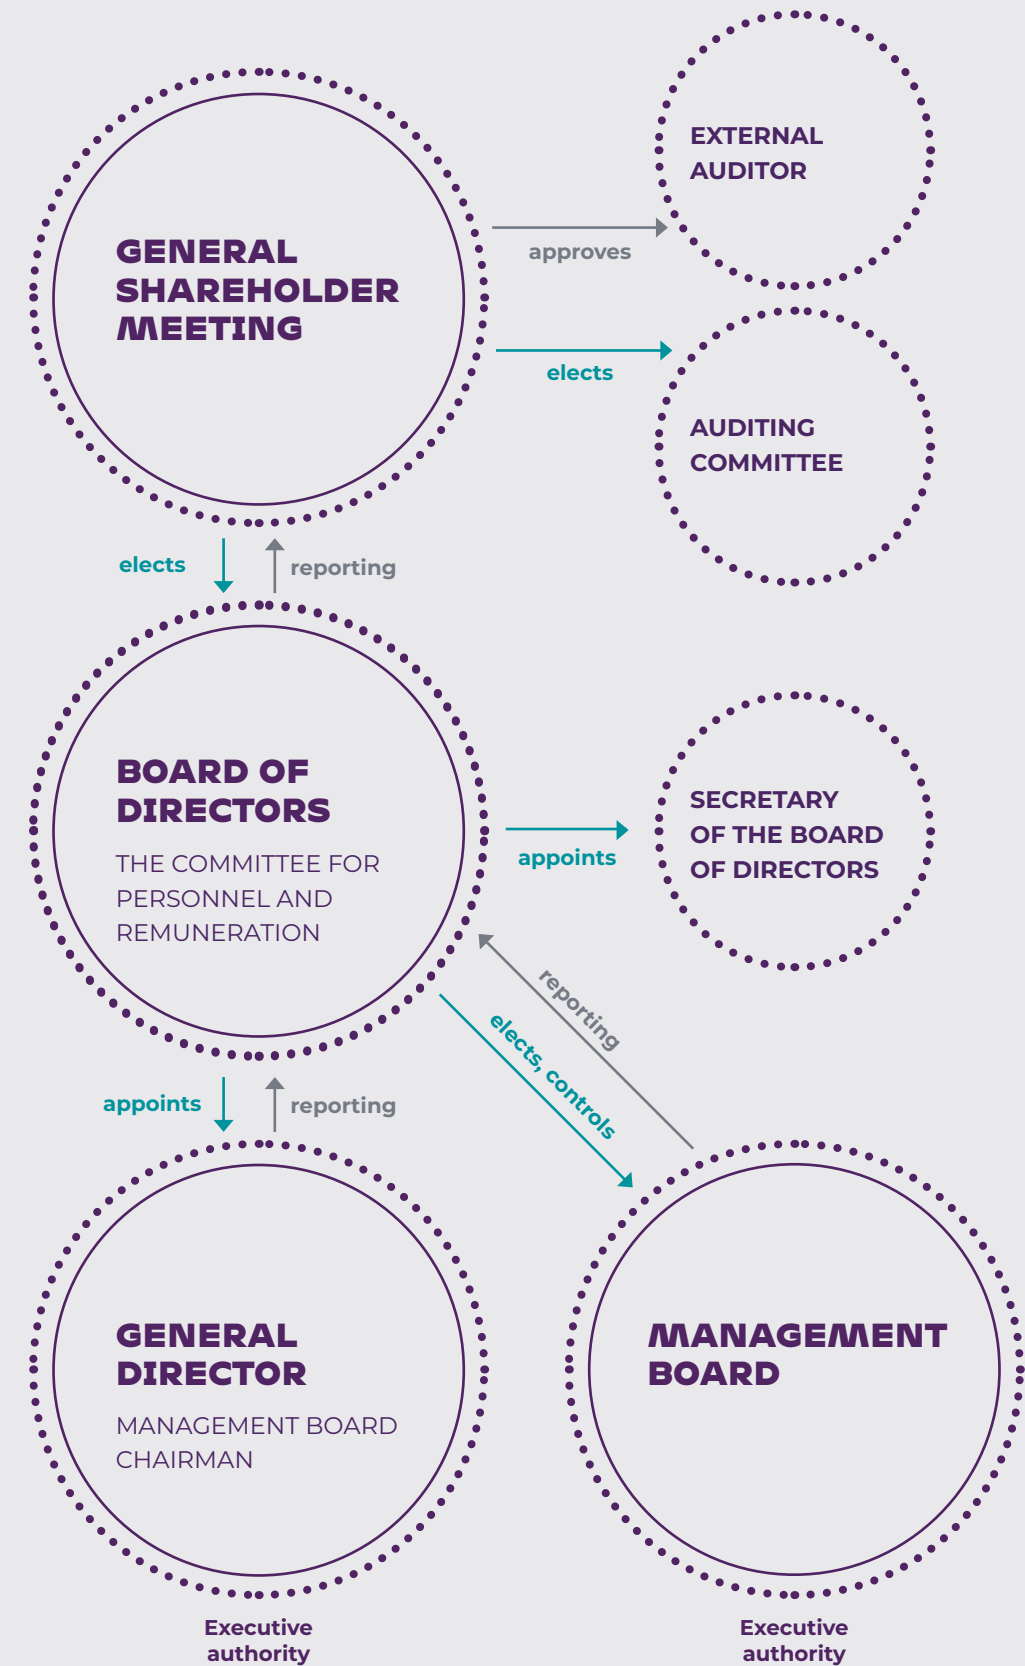 EXTERNAL
AUDITOR
GENERAL
SHAREHOLDER
MEETING
approves
elects
AUDITING
COMMITTEE
elects
reporting
BOARD OF
DIRECTORS
THE COMMITTEE FOR
PERSONNEL AND
REMUNERATION
appoints
SECRETARY
OF THE BOARD
OF DIRECTORS
reporting
elects, controls
appoints
reporting
GENERAL
DIRECTOR
MANAGEMENT BOARD
CHAIRMAN
MANAGEMENT
BOARD
Executive
authority
Executive
authority